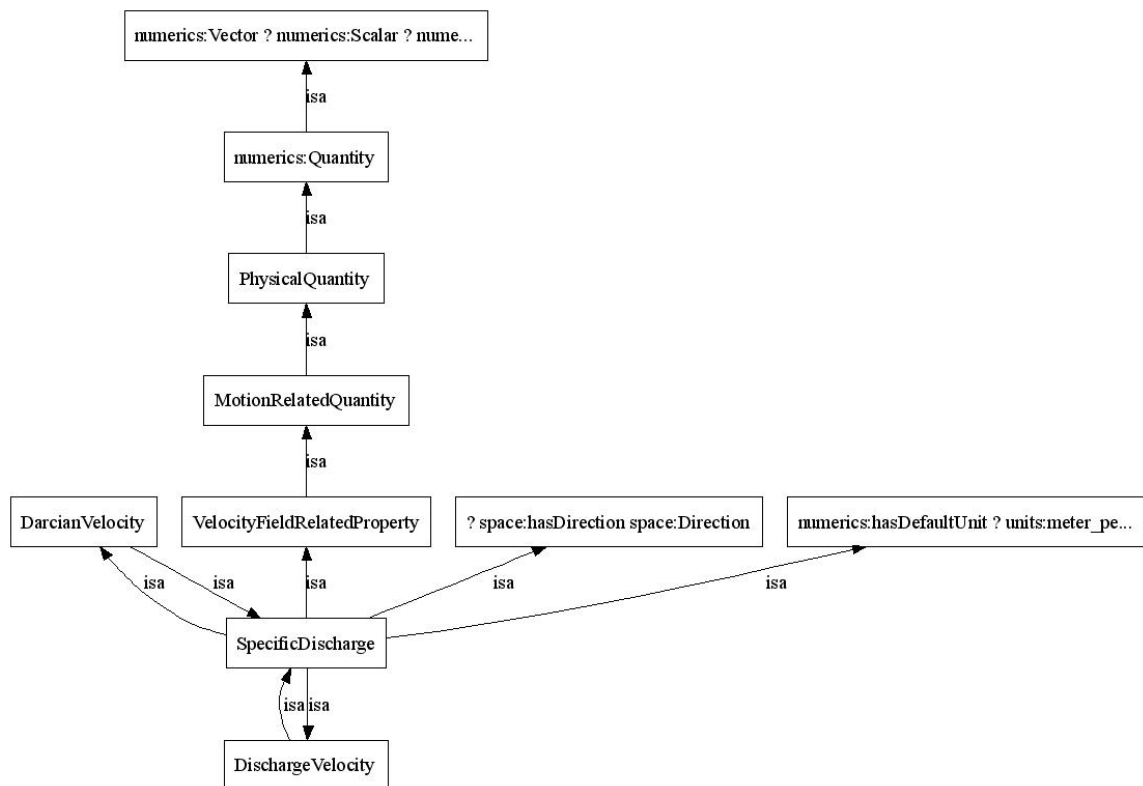 numerics:Vector ? numerics:Scalar ? nume...
isa
numerics:Quantity
isa
PhysicalQuantity
isa
MotionRelatedQuantity
isa
DarcianVelocity
VelocityFieldRelatedProperty
? space:hasDirection space:Direction
numerics:hasDefaultUnit ? units:meter_pe...
isa
isa
isa
isa
isa
SpecificDischarge
isa
isa
DischargeVelocity